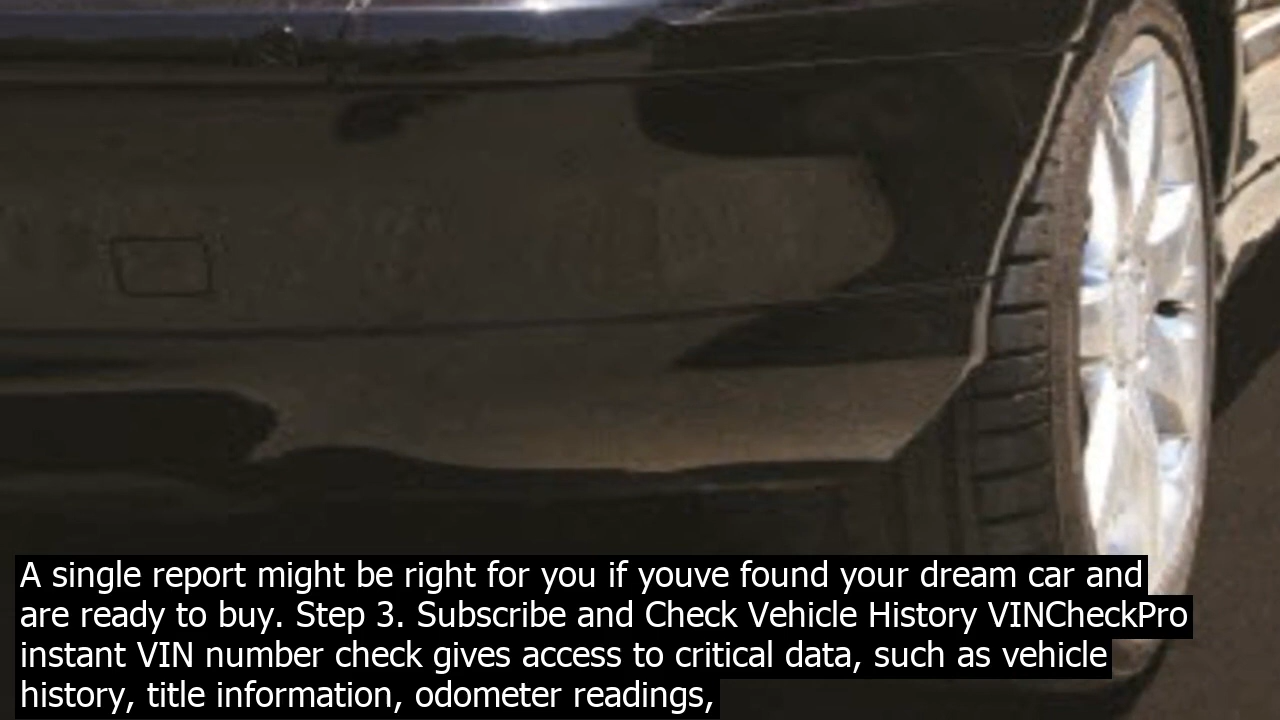 A single report might be right for you if youve found your dream car and
are ready to buy. Step 3. Subscribe and Check Vehicle History VINCheckPro
instant VIN number check gives access to critical data, such as vehicle
history, title information, odometer readings,